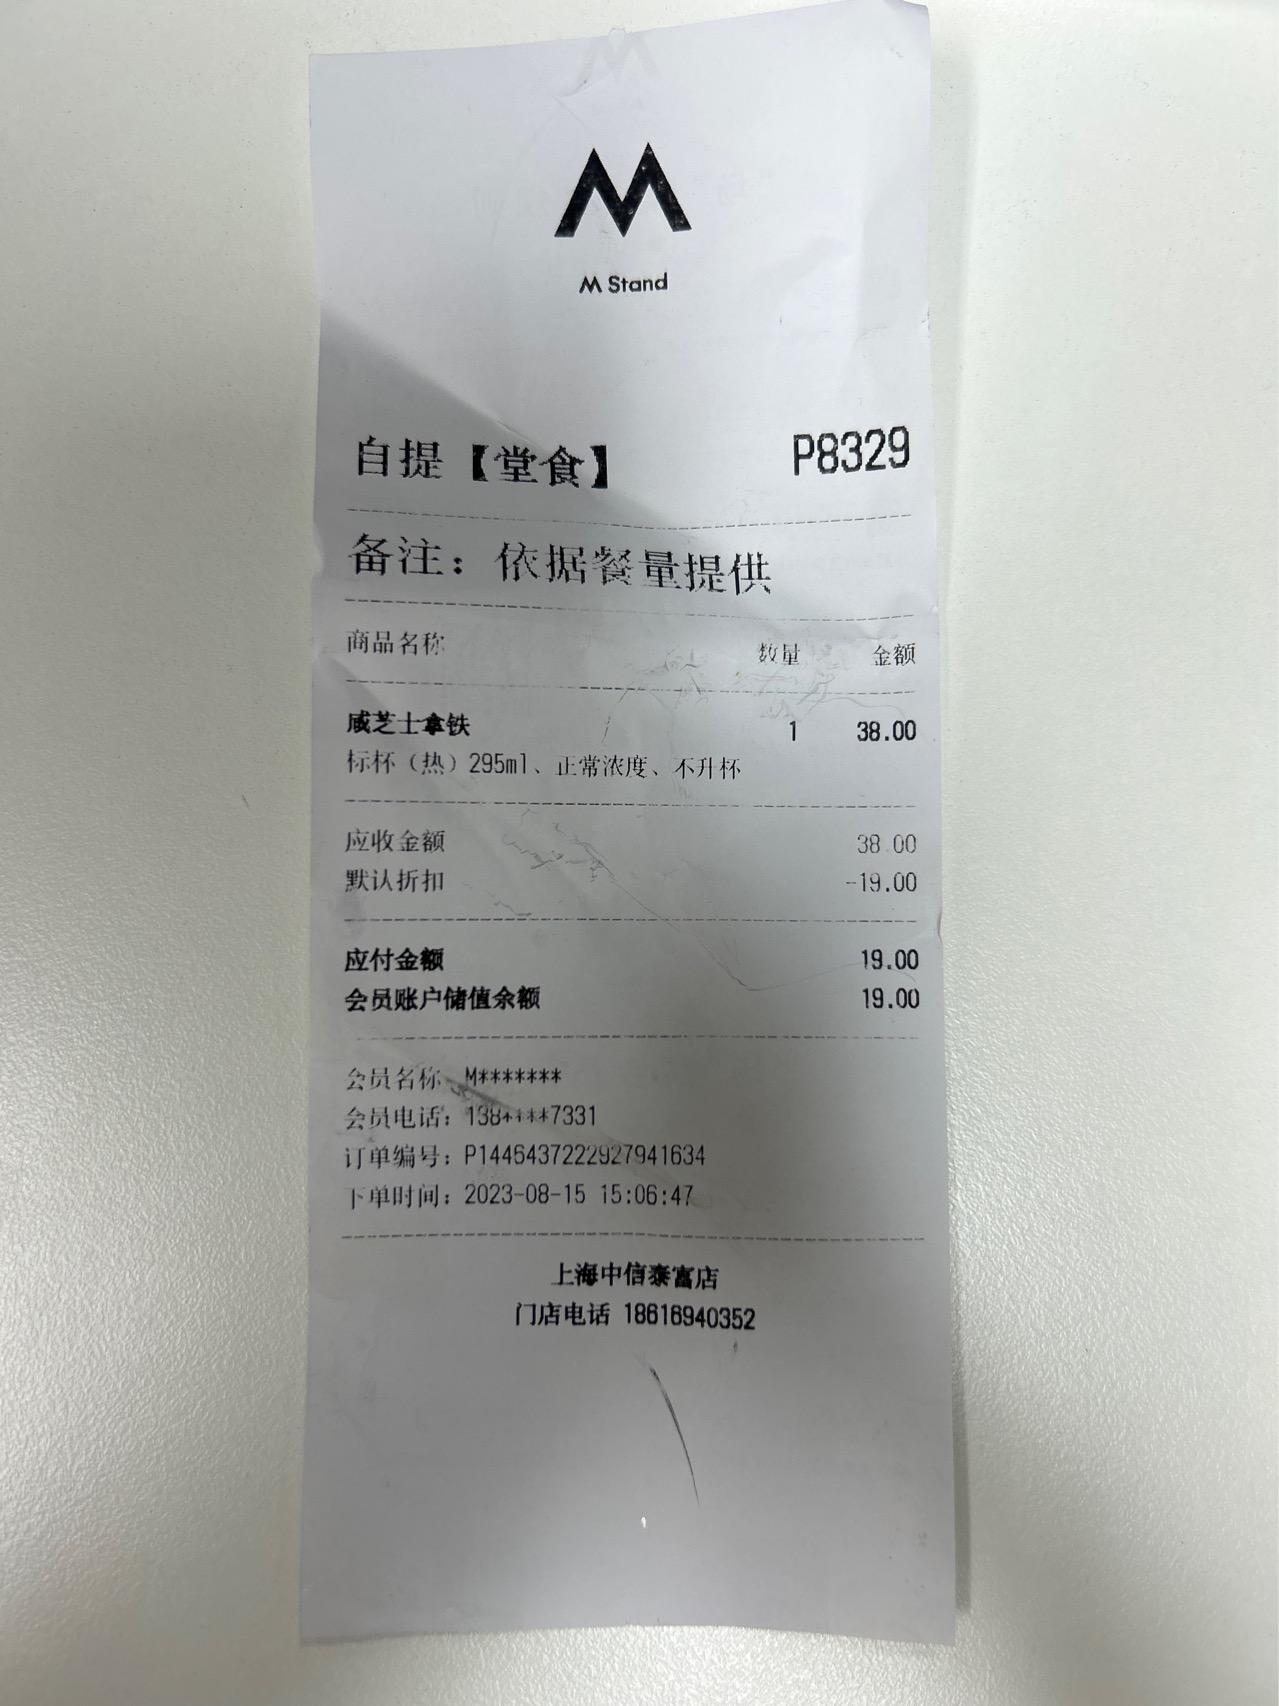 M Stand
自提【堂食】 P8329
备注：依据餐量提供
商品名称 数量 金额
咸芝士拿铁 1 38.00
标杯（热）295ml、正常浓度、不升杯
应收金额 38.00
默认折扣 -19.00
应付金额 19.00
会员账户储值余额 19.00
会员名称：M*******
会员电话：138****7331
订单编号：P1446437222927941634
下单时间：2023-08-15 15:06:47
上海中信泰富店
门店电话 18616940352